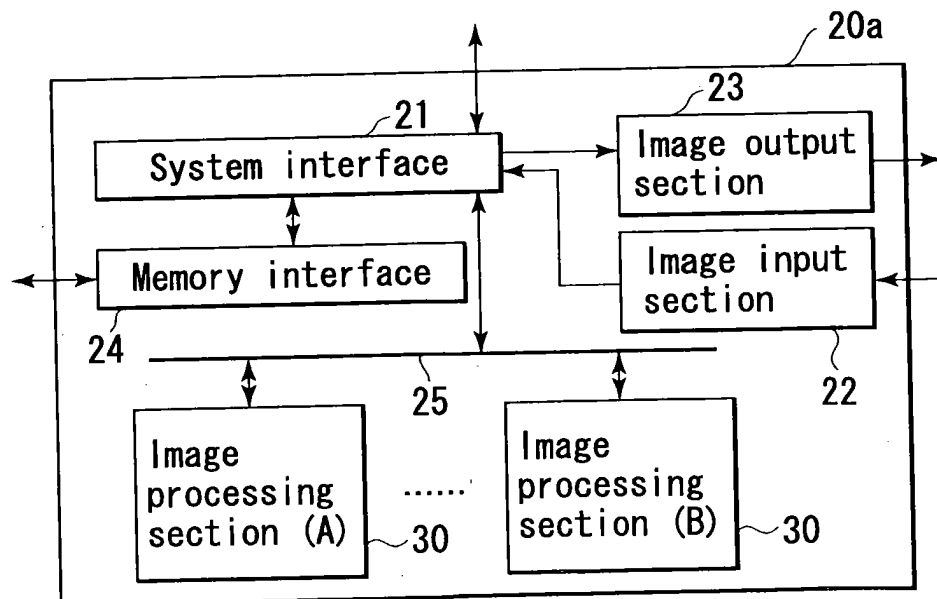 20a
21
23
System interface
Image output
section
Memory interface
Image input
section
24
25
22
Image
processing
section (A)
......
Image
processing
section (B)
30
30